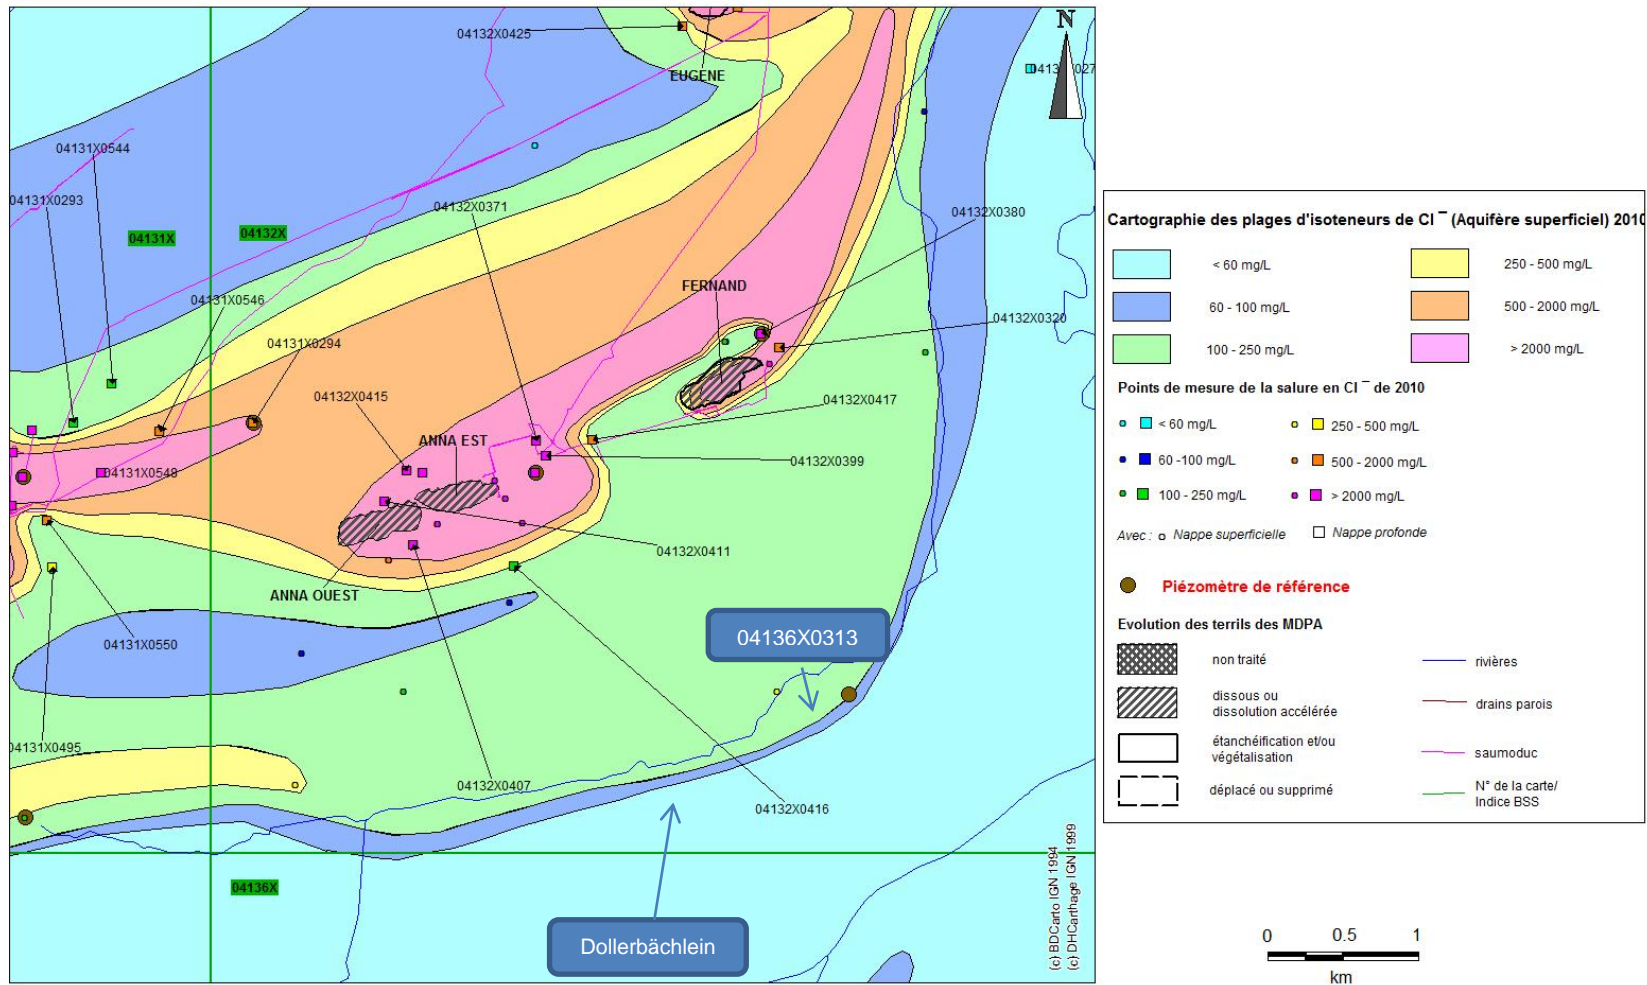 N
04132X0425
EUGENE
04131X0544
04131X0293
04131X
04132X
04132X0371
04132X0380
04131X0546
FERNAND
04131X0294
04132X0320
04132X0415
04132X0417
ANNA EST
04131X0548
04132X0399
04132X0411
ANNA OUEST
04131X0550
04136X0313
04131X0495
04132X0407
04132X0416
04136X
Dollerbächlein
(c) BDCarto IGN 1994
(c) DHCarthage IGN 1999
Cartographie des plages d'isoteneurs de Cl ⁻ (Aquifère superficiel) 2010
< 60 mg/L
250 - 500 mg/L
60 - 100 mg/L
500 - 2000 mg/L
100 - 250 mg/L
> 2000 mg/L
Points de mesure de la salure en Cl ⁻ de 2010
< 60 mg/L
250 - 500 mg/L
60 -100 mg/L
500 - 2000 mg/L
100 - 250 mg/L
> 2000 mg/L
Avec : Nappe superficielle Nappe profonde
Piézomètre de référence
Evolution des terrils des MDPA
non traité
rivières
dissous ou
dissolution accélérée
drains parois
étanchéification et/ou
végétalisation
saumoduc
déplacé ou supprimé
N° de la carte/
Indice BSS
0 0.5 1
km